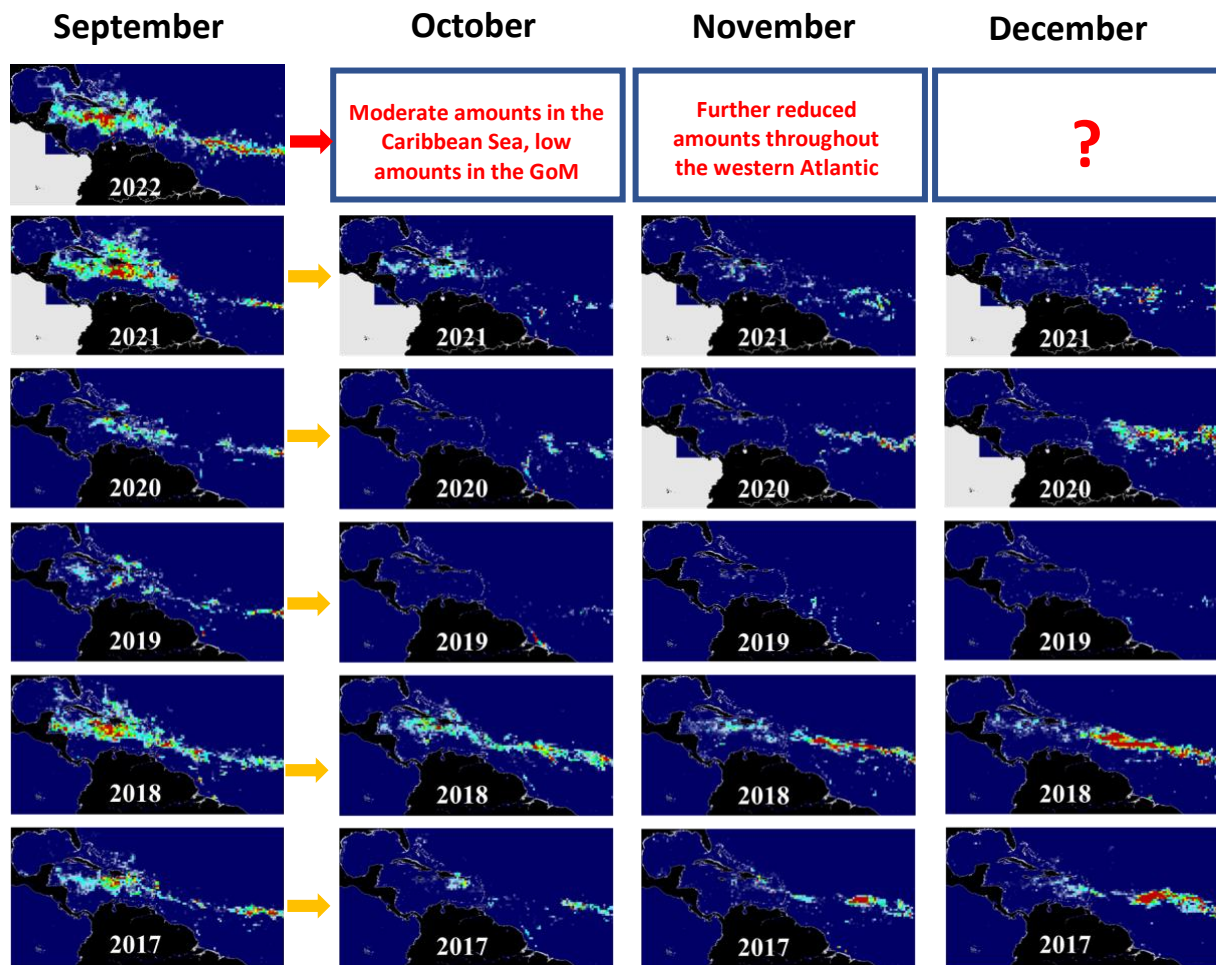 September
October
November
December
2022
Moderate amounts in the
Caribbean Sea, low
amounts in the GoM
Further reduced
amounts throughout
the western Atlantic
?
2021
2021
2021
2021
2020
2020
2020
2020
2019
2019
2019
2019
2018
2018
2018
2018
2017
2017
2017
2017